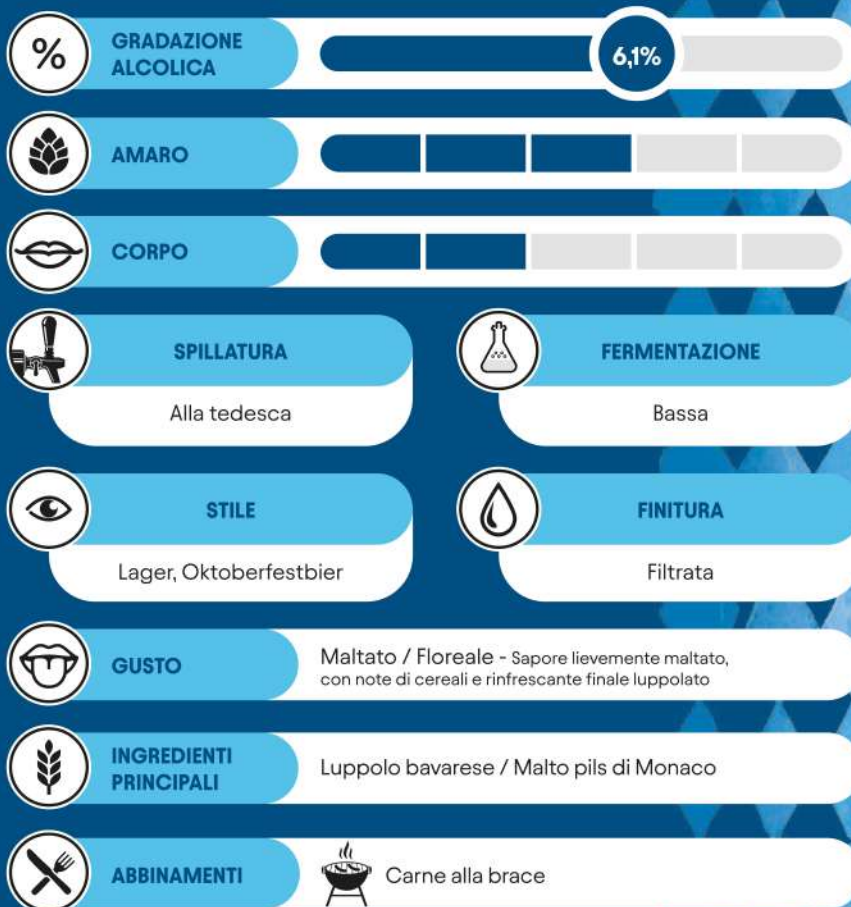 %
GRADAZIONE
ALCOLICA
6,1%
AMARO
CORPO
SPILLATURA
Alla tedesca
FERMENTAZIONE
Bassa
STILE
Lager, Oktoberfestbier
FINITURA
Filtrata
GUSTO
Maltato / Floreale - Sapore lievemente maltato,
con note di cereali e rinfrescante finale luppolato
INGREDIENTI
PRINCIPALI
Luppolo bavarese / Malto pils di Monaco
ABBINAMENTI
Carne alla brace